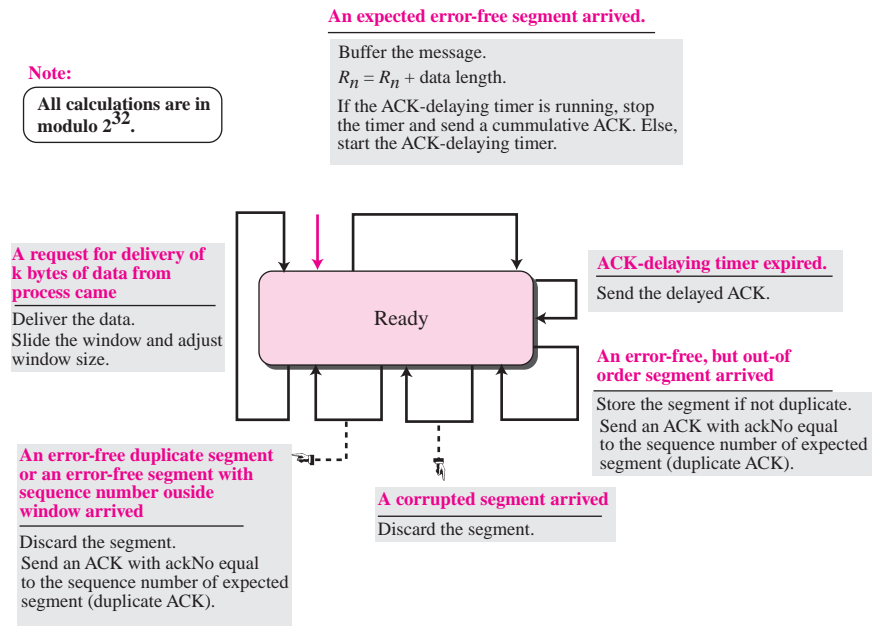 An expected error-free segment arrived.
Buffer the message.
Rn = Rn + data length.
If the ACK-delaying timer is running, stop
the timer and send a cummulative ACK. Else,
start the ACK-delaying timer.
Note:
All calculations are in
modulo 2^32.
A request for delivery of
k bytes of data from
process came
Deliver the data.
Slide the window and adjust
window size.
Ready
ACK-delaying timer expired.
Send the delayed ACK.
An error-free, but out-of
order segment arrived
Store the segment if not duplicate.
Send an ACK with ackNo equal
to the sequence number of expected
segment (duplicate ACK).
An error-free duplicate segment
or an error-free segment with
sequence number ouside
window arrived
Discard the segment.
Send an ACK with ackNo equal
to the sequence number of expected
segment (duplicate ACK).
A corrupted segment arrived
Discard the segment.